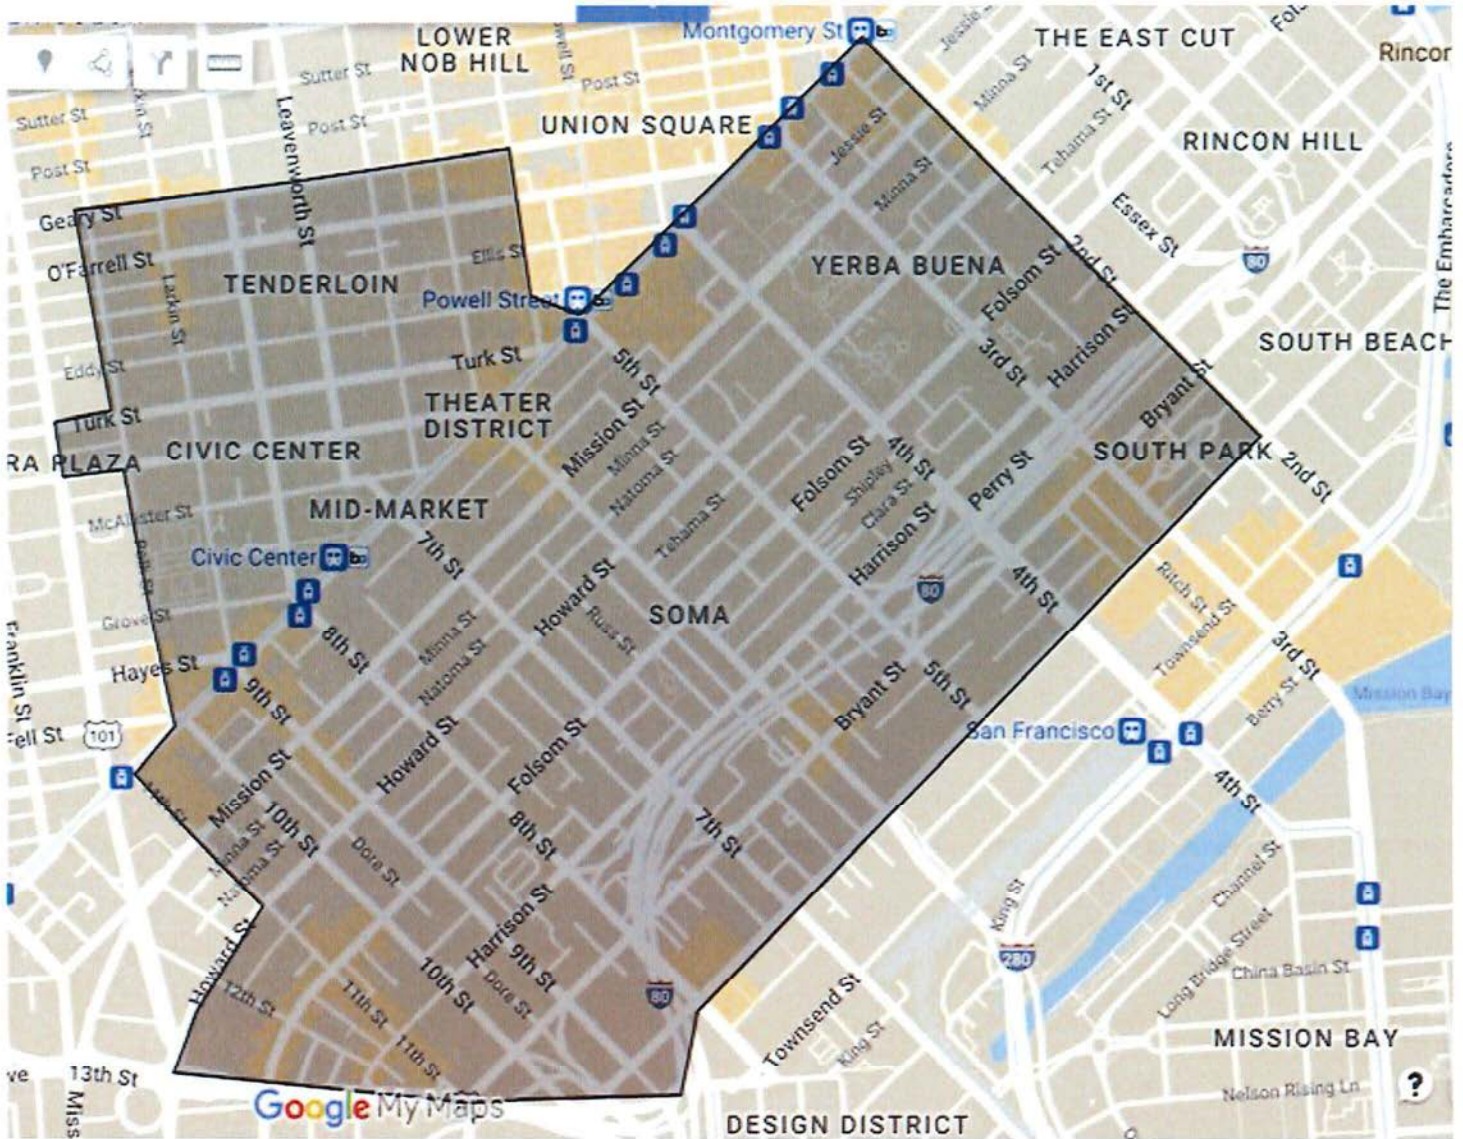 LOWER
NOB HILL
Montgomery St
THE EAST CUT
Rincor
Jessie
Minna St
1st St
Tehama St
RINCON HILL
Sutter St
Post St
Sutter St
Post St
Post St
UNION SQUARE
Jessie St
Minna St
Leavenworth St
Geary St
O'Farrell St
Larkin St
TENDERLOIN
Ellis St
Powell Street
YERBA BUENA
Folsom St
2nd St
Essex St
80
The Embarcadero
SOUTH BEACH
Harrison St
3rd St
Eddy St
Turk St
5th St
Bryant St
Turk St
THEATER
DISTRICT
Mission St
Minna St
Natoma St
RA PLAZA
CIVIC CENTER
Folsom St
4th St
Shipley
Clara St
Perry St
SOUTH PARK
2nd St
McAllister St
MID-MARKET
Tehama St
Harrison St
Civic Center
7th St
Polk St
Howard St
80
4th St
Ritch St
Townsend St
Grove St
8th St
Minna St
Natoma St
Russ St
SOMA
3rd St
Franklin St
Hayes St
9th St
Bryant St
5th St
Berry St
Mission Bay
Fell St
101
San Francisco
Mission St
Howard St
Folsom St
4th St
10th St
Natoma St
Dore St
8th St
7th St
Channel St
King St
Harrison St
Howard St
9th St
10th St
Dore St
280
Long Bridge Street
China Basin St
12th St
11th St
80
Townsend St
King St
MISSION BAY
11th St
ve
13th St
Miss
Google My Maps
Nelson Rising Ln
?
DESIGN DISTRICT